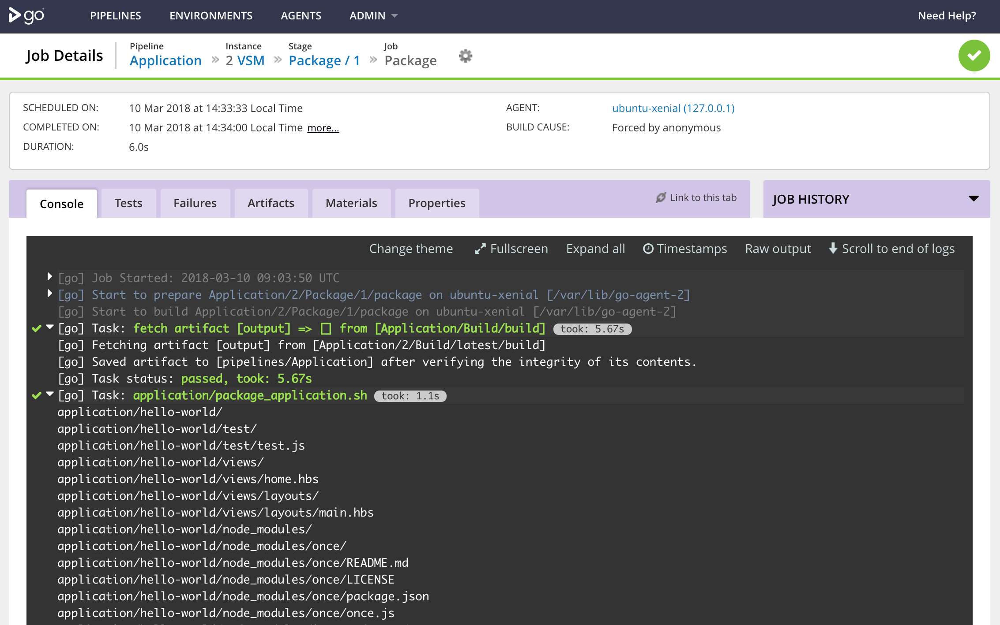 go PIPELINES ENVIRONMENTS AGENTS ADMIN Need Help?
Job Details
Pipeline Instance Stage Job
Application » 2 VSM » Package / 1 » Package
SCHEDULED ON: 10 Mar 2018 at 14:33:33 Local Time
COMPLETED ON: 10 Mar 2018 at 14:34:00 Local Time more...
DURATION: 6.0s
AGENT: ubuntu-xenial (127.0.0.1)
BUILD CAUSE: Forced by anonymous
Console Tests Failures Artifacts Materials Properties Link to this tab
JOB HISTORY
Change theme Fullscreen Expand all Timestamps Raw output Scroll to end of logs
[go] Job Started: 2018-03-10 09:03:50 UTC
[go] Start to prepare Application/2/Package/1/package on ubuntu-xenial [/var/lib/go-agent-2]
[go] Start to build Application/2/Package/1/package on ubuntu-xenial [/var/lib/go-agent-2]
[go] Task: fetch artifact [output] => [] from [Application/Build/build] took: 5.67s
[go] Fetching artifact [output] from [Application/2/Build/latest/build]
[go] Saved artifact to [pipelines/Application] after verifying the integrity of its contents.
[go] Task status: passed, took: 5.67s
[go] Task: application/package_application.sh took: 1.1s
application/hello-world/
application/hello-world/test/
application/hello-world/test/test.js
application/hello-world/views/
application/hello-world/views/home.hbs
application/hello-world/views/layouts/
application/hello-world/views/layouts/main.hbs
application/hello-world/node_modules/
application/hello-world/node_modules/once/
application/hello-world/node_modules/once/README.md
application/hello-world/node_modules/once/LICENSE
application/hello-world/node_modules/once/package.json
application/hello-world/node_modules/once/once.js